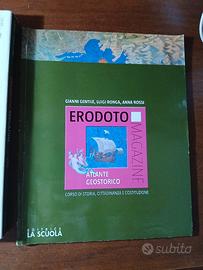 GIANNI GENTILE, LUIGI RONGA, ANNA ROSSI
ERODOTO
MAGAZINE
ATLANTE
GEOSTORICO
CORSO DI STORIA, CITTADINANZA E COSTITUZIONE
LA SCUOLA
subito